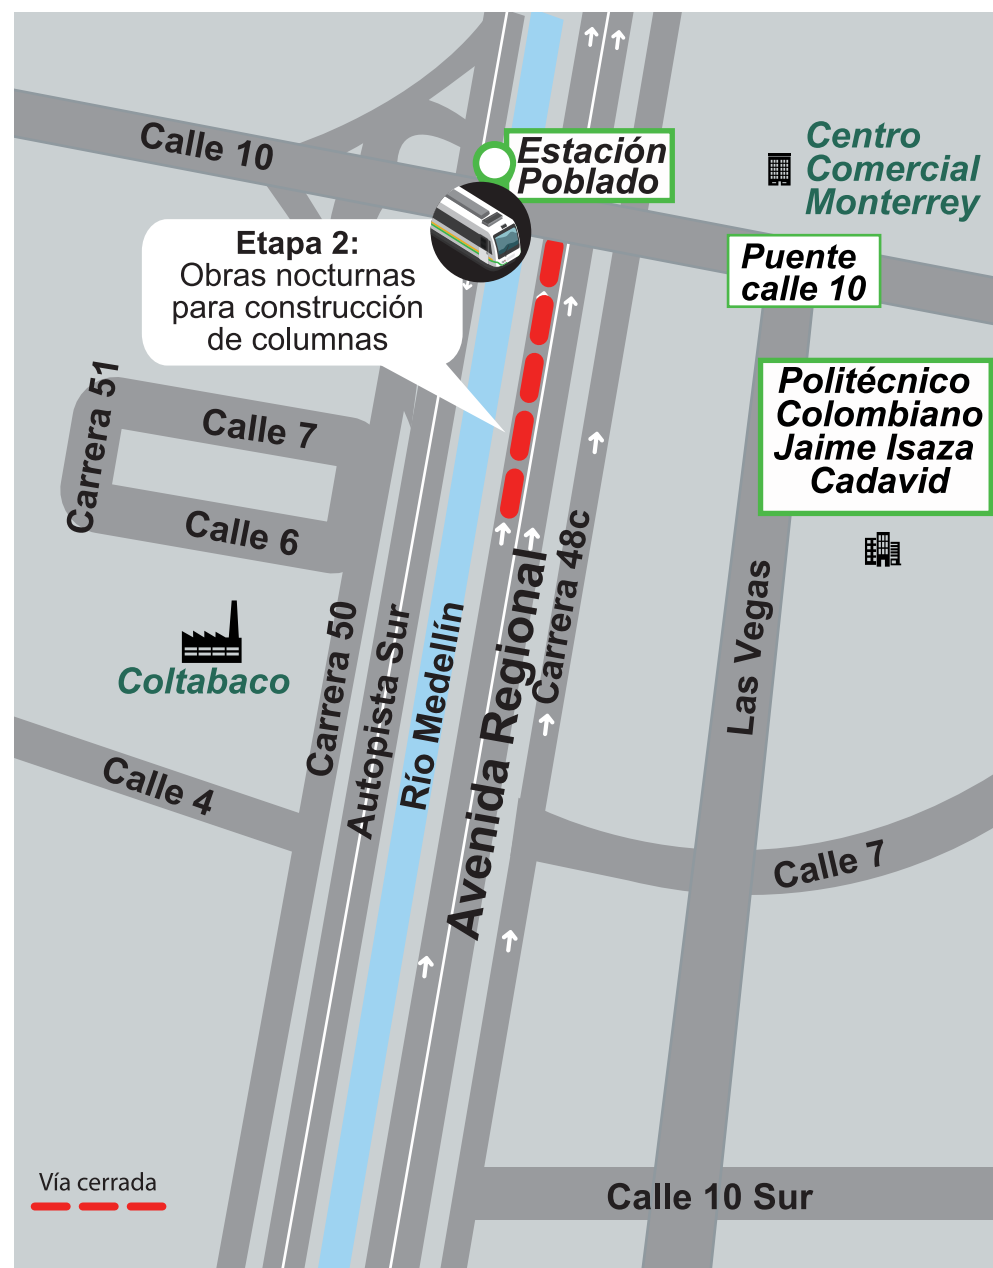 Calle 10
Estación
Poblado
Centro
Comercial
Monterrey
Etapa 2:
Obras nocturnas
para construcción
de columnas
Puente
calle 10
Politécnico
Colombiano
Jaime Isaza
Cadavid
Carrera 51
Calle 7
Calle 6
Coltabaco
Carrera 50
Autopista Sur
Río Medellín
Avenida Regional
Carrera 48c
Las Vegas
Calle 4
Calle 7
Vía cerrada
Calle 10 Sur